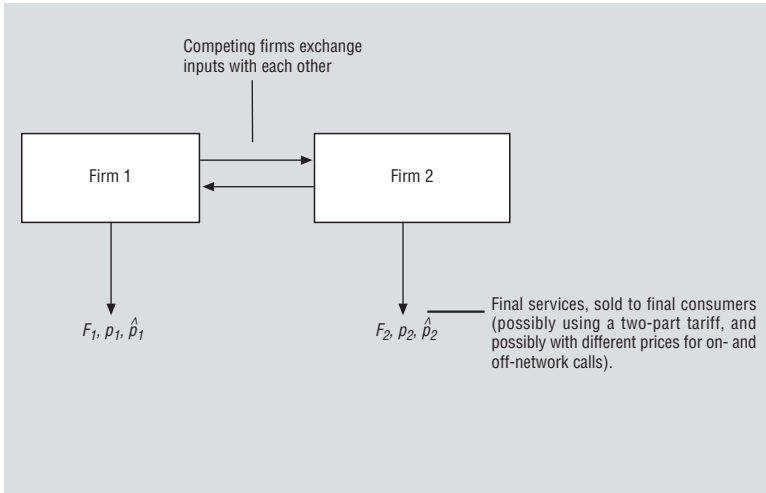 Competing firms exchange
inputs with each other
Firm 1
Firm 2
F1, p1, p̂1
F2, p2, p̂2
Final services, sold to final consumers
(possibly using a two-part tariff, and
possibly with different prices for on- and
off-network calls).